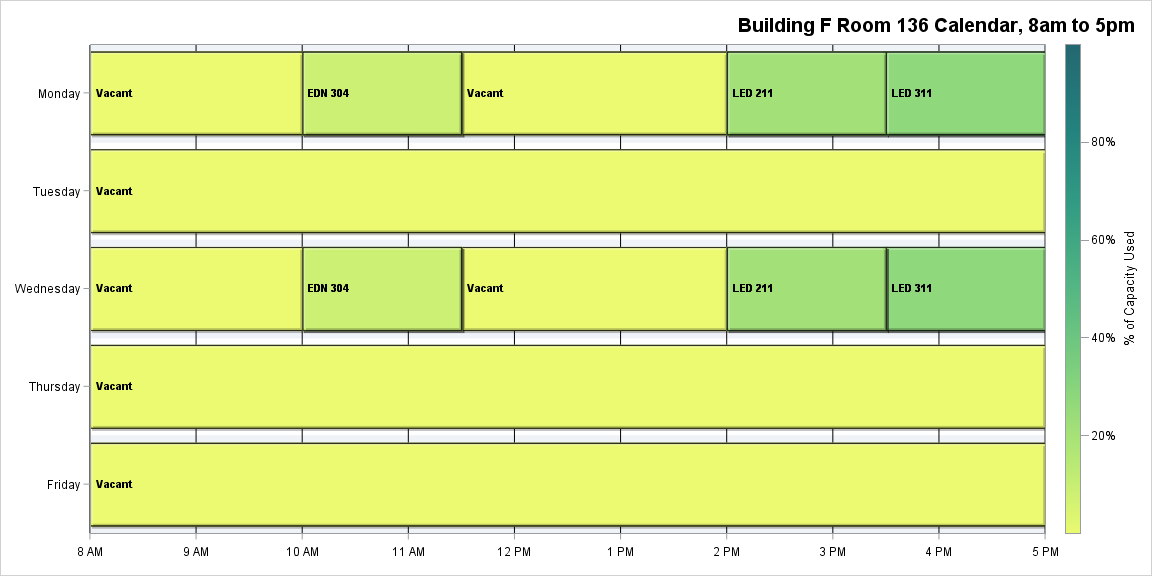 Building F Room 136 Calendar, 8am to 5pm
Monday
Vacant
EDN 304
Vacant
LED 211
LED 311
Tuesday
Vacant
Wednesday
Vacant
EDN 304
Vacant
LED 211
LED 311
Thursday
Vacant
Friday
Vacant
8 AM
9 AM
10 AM
11 AM
12 PM
1 PM
2 PM
3 PM
4 PM
5 PM
80%
60%
40%
20%
% of Capacity Used